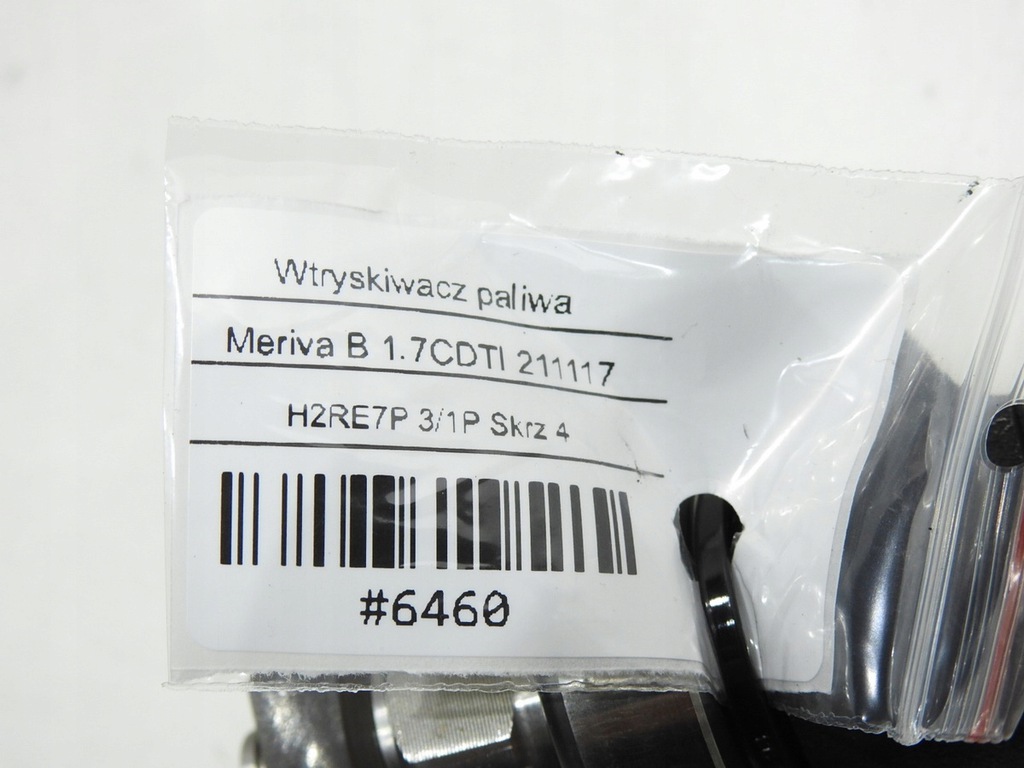 Wtryskiwacz paliwa
Meriva B 1.7CDTI 211117
H2RE7P 3/1P Skrz 4
#6460